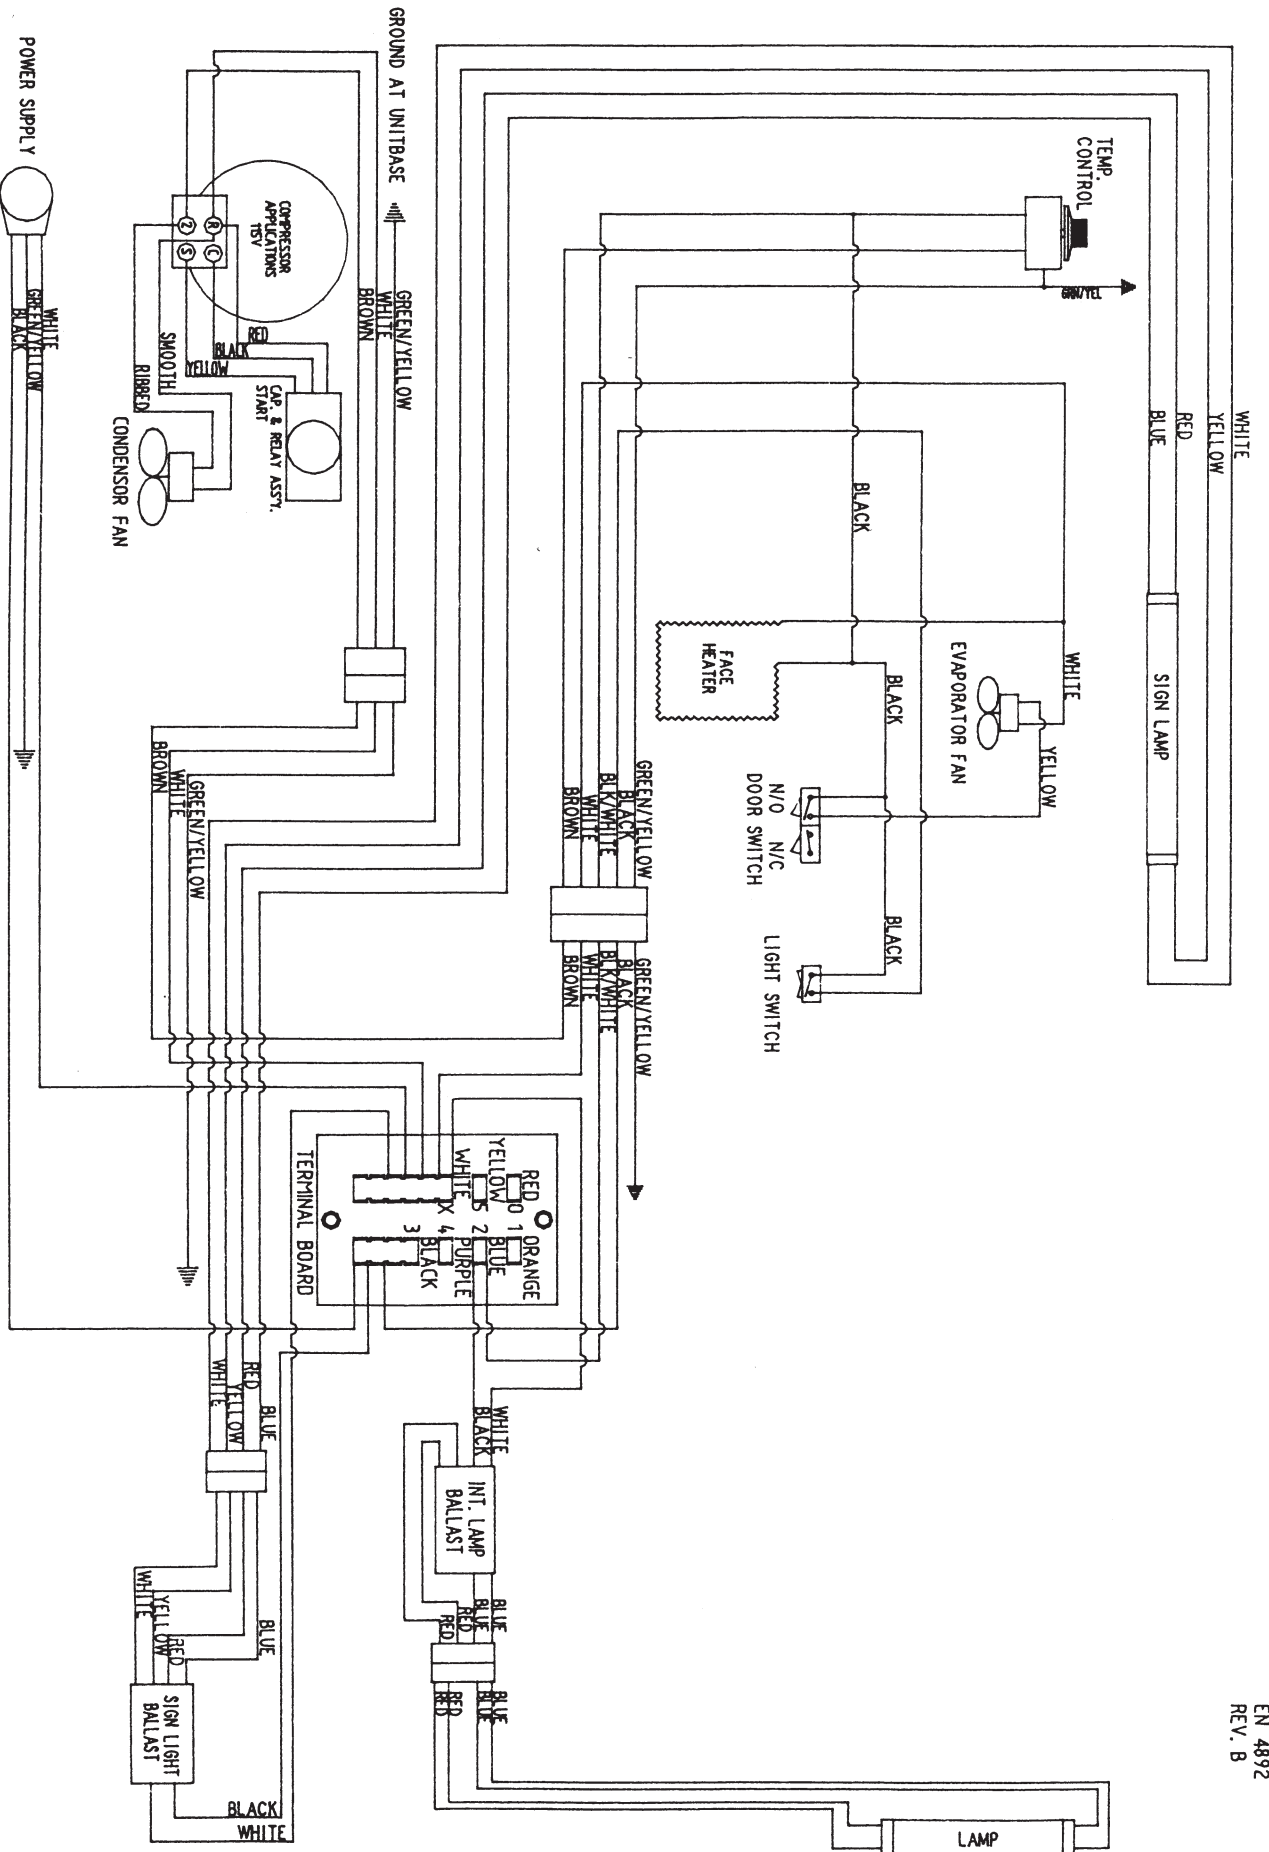 EN 4892
REV. B
WHITE
YELLOW
RED
BLUE
SIGN LAMP
TEMP.
CONTROL
GRN/YEL
BLACK
WHITE
EVAPORATOR FAN
YELLOW
FACE
HEATER
BLACK
N/O N/C
DOOR SWITCH
BLACK
LIGHT SWITCH
GREEN/YELLOW
BLACK
BLK/WHITE
WHITE
BROWN
GREEN/YELLOW
BLACK
BLK/WHITE
WHITE
BROWN
GROUND AT UNITBASE
GREEN/YELLOW
WHITE
BROWN
COMPRESSOR
APPLICATIONS
115V
R
C
2
S
RED
BLACK
YELLOW
SMOOTH
RIBBED
CAP. & RELAY ASS'Y.
START
CONDENSOR FAN
POWER SUPPLY
WHITE
GREEN/YELLOW
BLACK
BROWN
WHITE
GREEN/YELLOW
RED
YELLOW
WHITE
IO 1
IS 2
IX 4
3
ORANGE
BLUE
PURPLE
BLACK
TERMINAL BOARD
WHITE
BLACK
INT. LAMP
BALLAST
BLUE
BLUE
RED
RED
BLUE
BLUE
RED
RED
LAMP
BLUE
RED
YELLOW
WHITE
BLUE
RED
YELLOW
WHITE
SIGN LIGHT
BALLAST
BLACK
WHITE